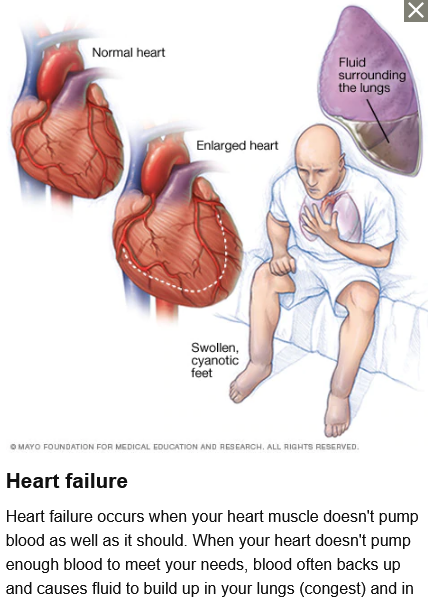 Normal heart
Fluid
surrounding
the lungs
Enlarged heart
Swollen,
cyanotic
feet
© MAYO FOUNDATION FOR MEDICAL EDUCATION AND RESEARCH. ALL RIGHTS RESERVED.
Heart failure
Heart failure occurs when your heart muscle doesn't pump
blood as well as it should. When your heart doesn't pump
enough blood to meet your needs, blood often backs up
and causes fluid to build up in your lungs (congest) and in